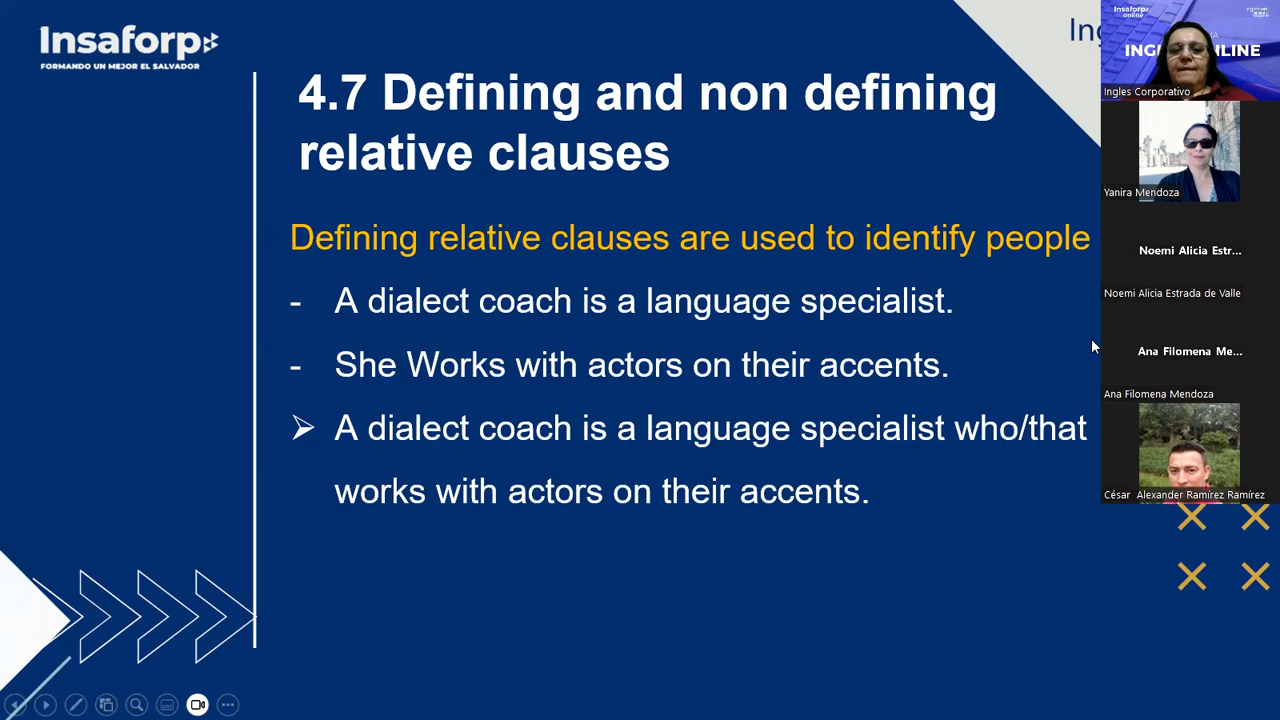 Insaforp
FORMANDO UN MEJOR EL SALVADOR
4.7 Defining and non defining
relative clauses
Defining relative clauses are used to identify people
- A dialect coach is a language specialist.
- She Works with actors on their accents.
➢ A dialect coach is a language specialist who/that
works with actors on their accents.
Insaforp
online
Ingles Corporativo
Yanira Mendoza
Noemi Alicia Estr...
Noemi Alicia Estrada de Valle
Ana Filomena Me...
Ana Filomena Mendoza
César Alexander Ramírez Ramírez